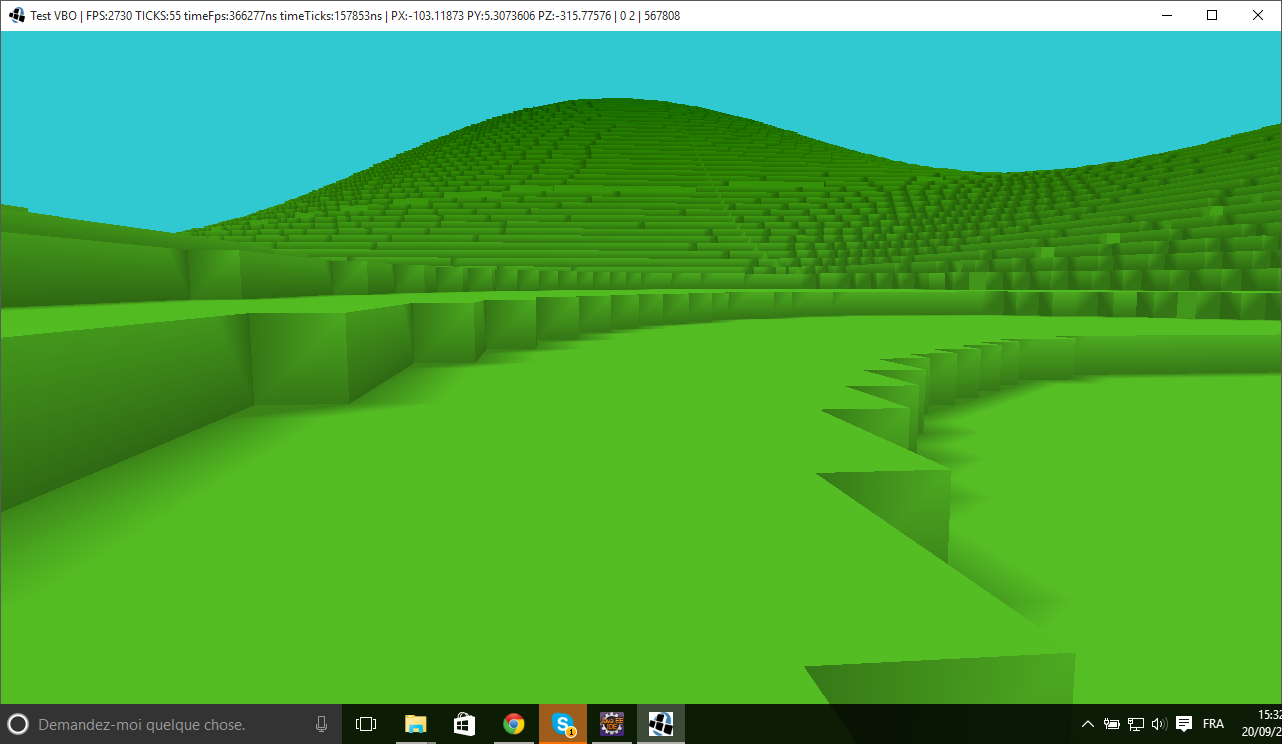 Test VBO | FPS:2730 TICKS:55 timeFps:366277ns timeTicks:157853ns | PX:-103.11873 PY:5.3073606 PZ:-315.77576 | 0 2 | 567808
Demandez-moi quelque chose.
S
1
FRA
15:32
20/09/2